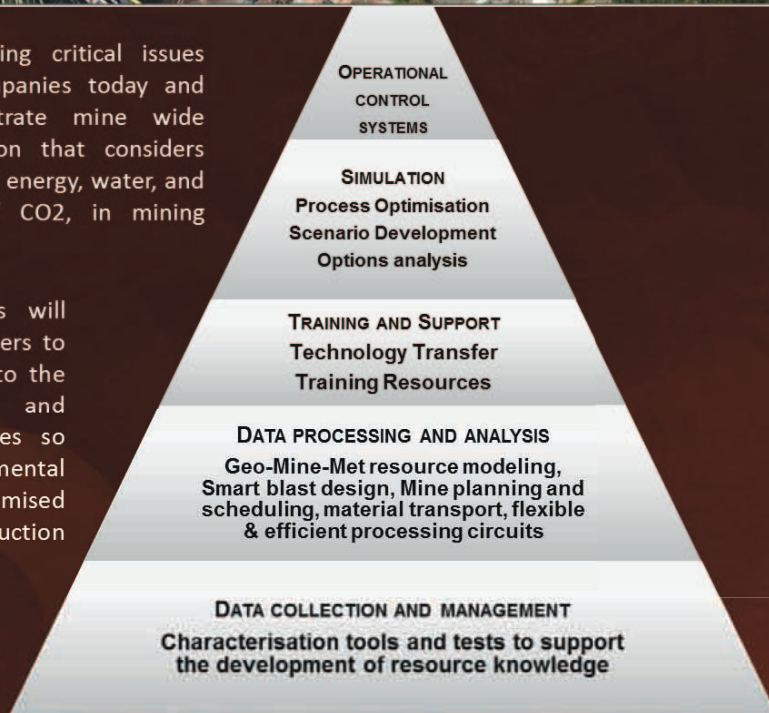 ing critical issues
panies today and
trate mine wide
on that considers
energy, water, and
CO2, in mining
s will
ers to
to the
and
es so
mental
mised
uction
OPERATIONAL
CONTROL
SYSTEMS
SIMULATION
Process Optimisation
Scenario Development
Options analysis
TRAINING AND SUPPORT
Technology Transfer
Training Resources
DATA PROCESSING AND ANALYSIS
Geo-Mine-Met resource modeling,
Smart blast design, Mine planning and
scheduling, material transport, flexible
& efficient processing circuits
DATA COLLECTION AND MANAGEMENT
Characterisation tools and tests to support
the development of resource knowledge